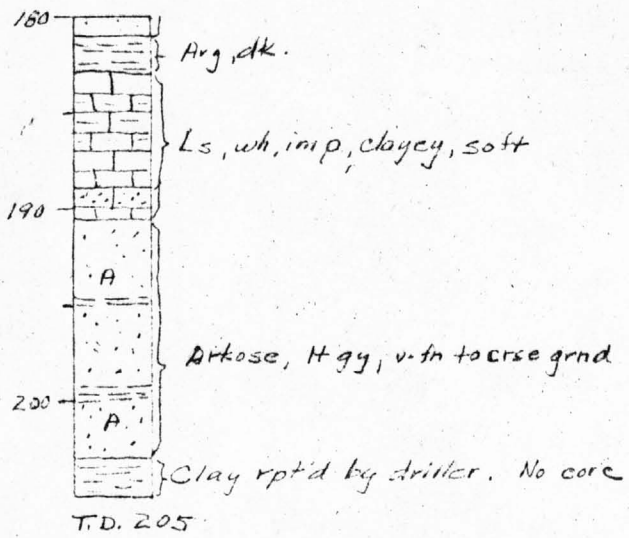 180
Arg, dk.
Ls, wh, imp, clayey, soft
190
A
Arkose, lt gy, v-fn to crse grnd
200
A
Clay rpt'd by driller. No core
T.D. 205